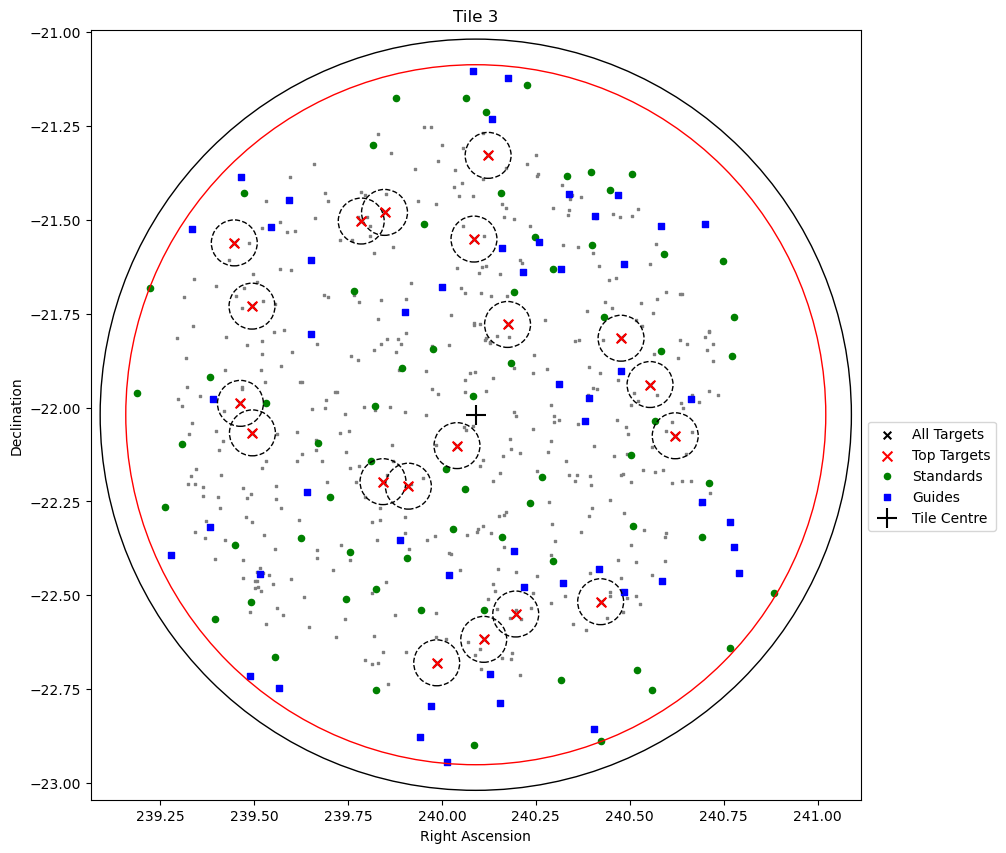 Tile 3
−21.00
−21.25
−21.50
−21.75
−22.00
−22.25
−22.50
−22.75
−23.00
Declination
239.25 239.50 239.75 240.00 240.25 240.50 240.75 241.00
Right Ascension
All Targets
Top Targets
Standards
Guides
Tile Centre